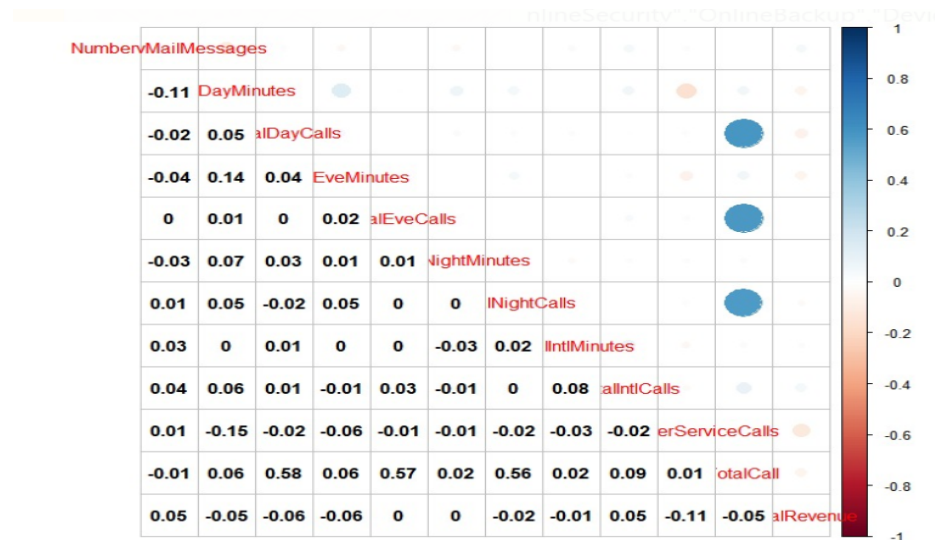 nlineSecurity" "OnlineBackup" "Devi
NumbervMailMessages 1
0.8
-0.11 DayMinutes
-0.02 0.05 alDayCalls 0.6
-0.04 0.14 0.04 EveMinutes 0.4
0 0.01 0 0.02 alEveCalls 0.2
-0.03 0.07 0.03 0.01 0.01 NightMinutes 0
0.01 0.05 -0.02 0.05 0 0 lNightCalls -0.2
0.03 0 0.01 0 0 -0.03 0.02 lIntlMinutes
0.04 0.06 0.01 -0.01 0.03 -0.01 0 0.08 alIntlCalls -0.4
0.01 -0.15 -0.02 -0.06 -0.01 -0.01 -0.02 -0.03 -0.02 erServiceCalls -0.6
-0.01 0.06 0.58 0.06 0.57 0.02 0.56 0.02 0.09 0.01 otalCall -0.8
0.05 -0.05 -0.06 -0.06 0 0 -0.02 -0.01 0.05 -0.11 -0.05 alRevenue -1